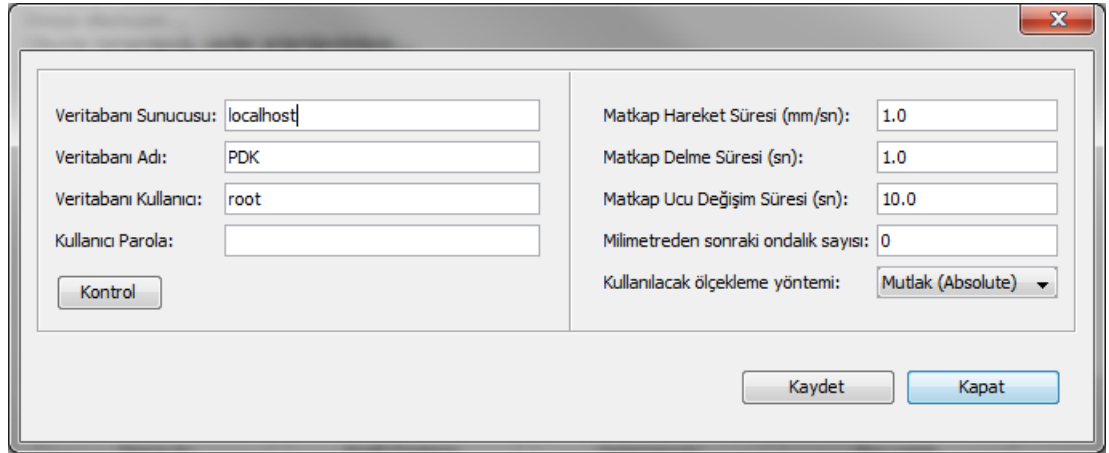 Veritabanı Sunucusu: localhost
Veritabanı Adı: PDK
Veritabanı Kullanıcı: root
Kullanıcı Parola:
Kontrol
Matkap Hareket Süresi (mm/sn): 1.0
Matkap Delme Süresi (sn): 1.0
Matkap Ucu Değişim Süresi (sn): 10.0
Milimetreden sonraki ondalık sayısı: 0
Kullanılacak ölçekleme yöntemi: Mutlak (Absolute)
Kaydet
Kapat